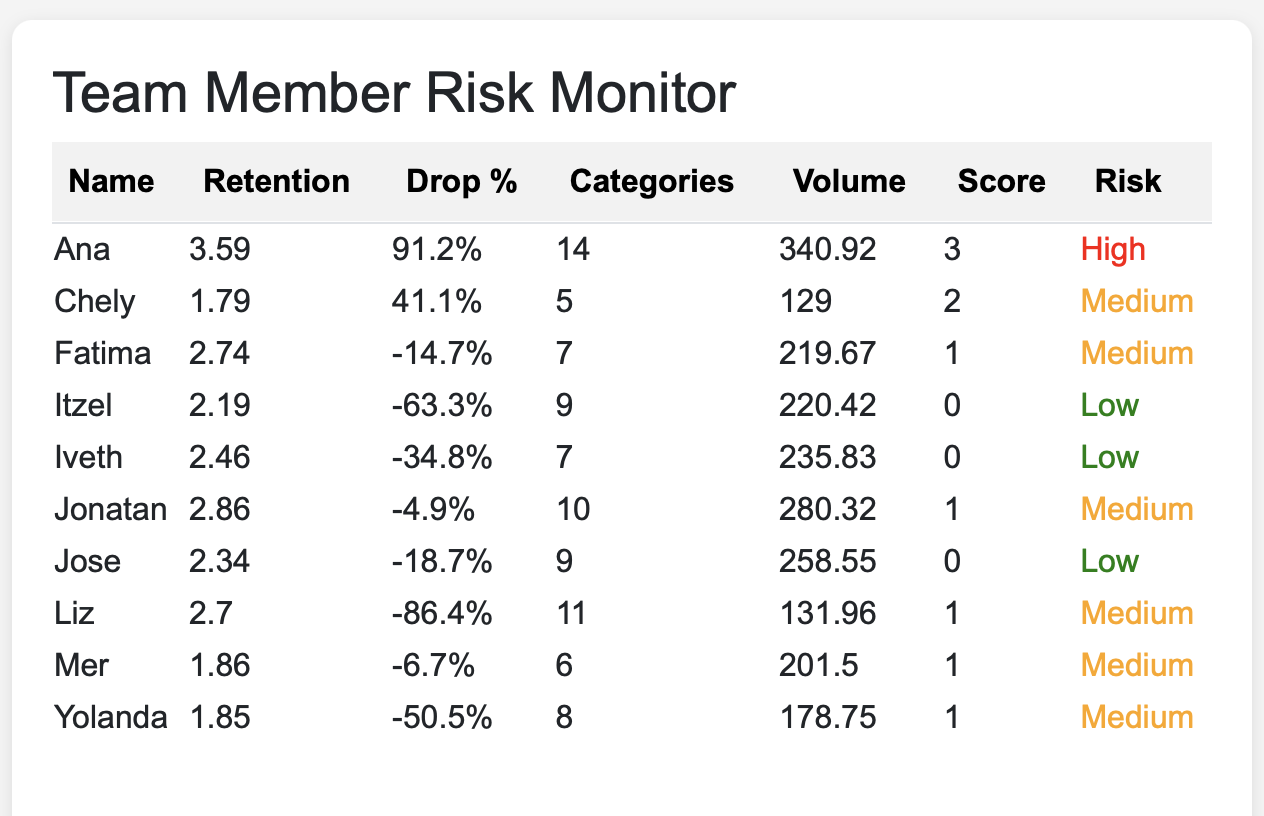 Team Member Risk Monitor
Name Retention Drop % Categories Volume Score Risk
Ana 3.59 91.2% 14 340.92 3 High
Chely 1.79 41.1% 5 129 2 Medium
Fatima 2.74 -14.7% 7 219.67 1 Medium
Itzel 2.19 -63.3% 9 220.42 0 Low
Iveth 2.46 -34.8% 7 235.83 0 Low
Jonatan 2.86 -4.9% 10 280.32 1 Medium
Jose 2.34 -18.7% 9 258.55 0 Low
Liz 2.7 -86.4% 11 131.96 1 Medium
Mer 1.86 -6.7% 6 201.5 1 Medium
Yolanda 1.85 -50.5% 8 178.75 1 Medium